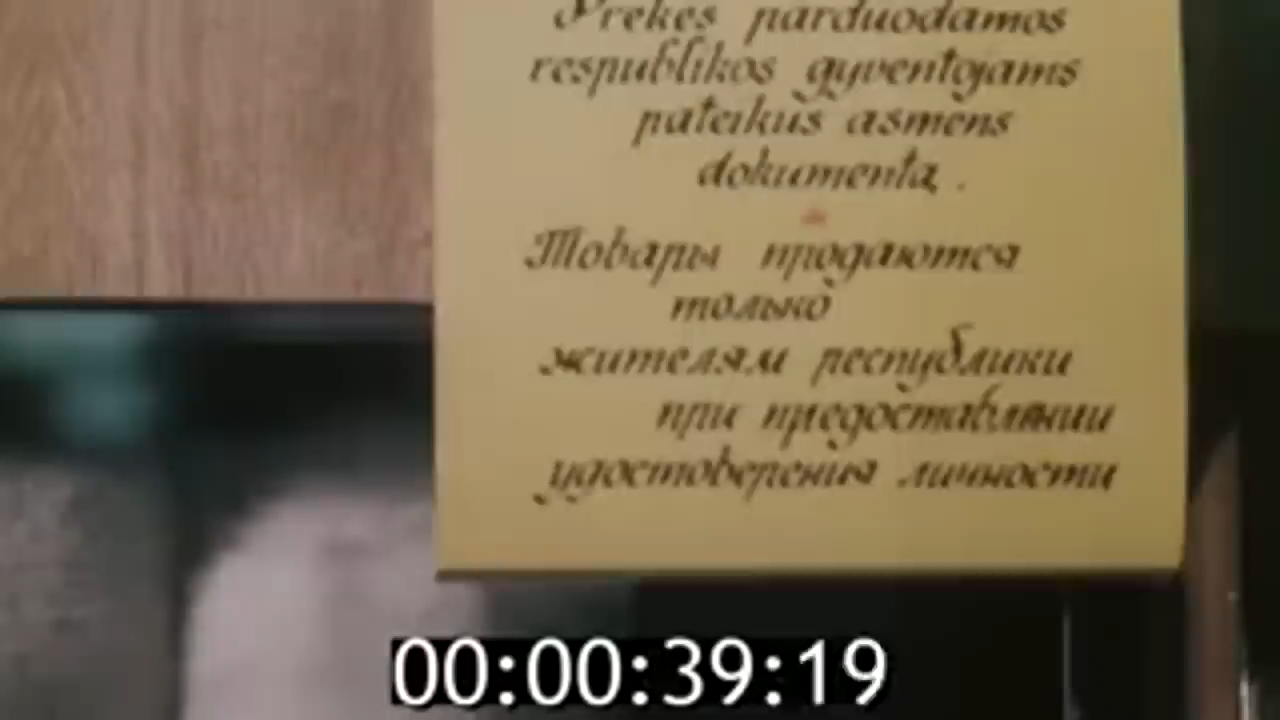 Prekės parduodamos
respublikos gyventojams
pateikus asmens
dokumentą.
Товары продаются
только
жителям республики
при предоставлении
удостоверения личности
00:00:39:19